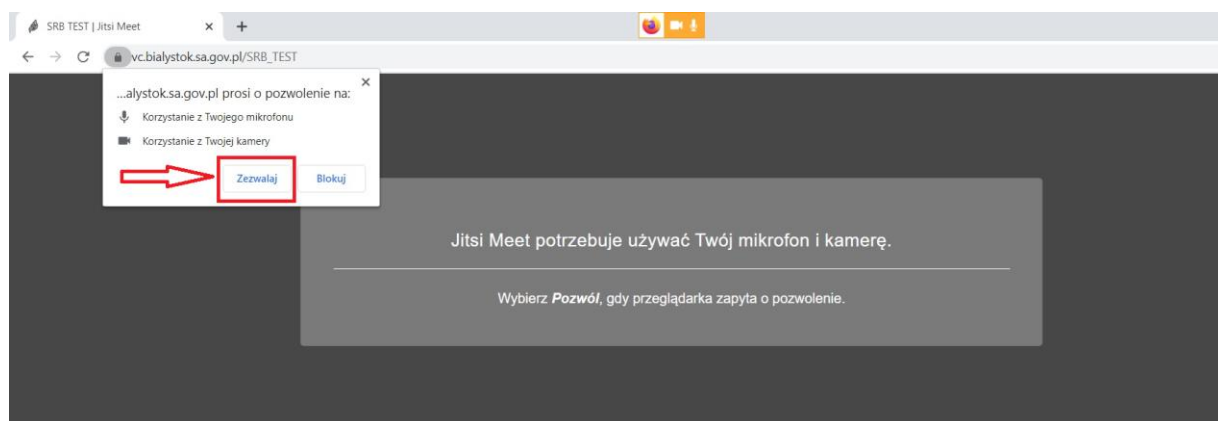 SRB TEST | Jitsi Meet
vc.bialystok.sa.gov.pl/SRB_TEST
...alystok.sa.gov.pl prosi o pozwolenie na:
Korzystanie z Twojego mikrofonu
Korzystanie z Twojej kamery
Zezwalaj Blokuj
Jitsi Meet potrzebuje używać Twój mikrofon i kamerę.
Wybierz Pozwól, gdy przeglądarka zapyta o pozwolenie.